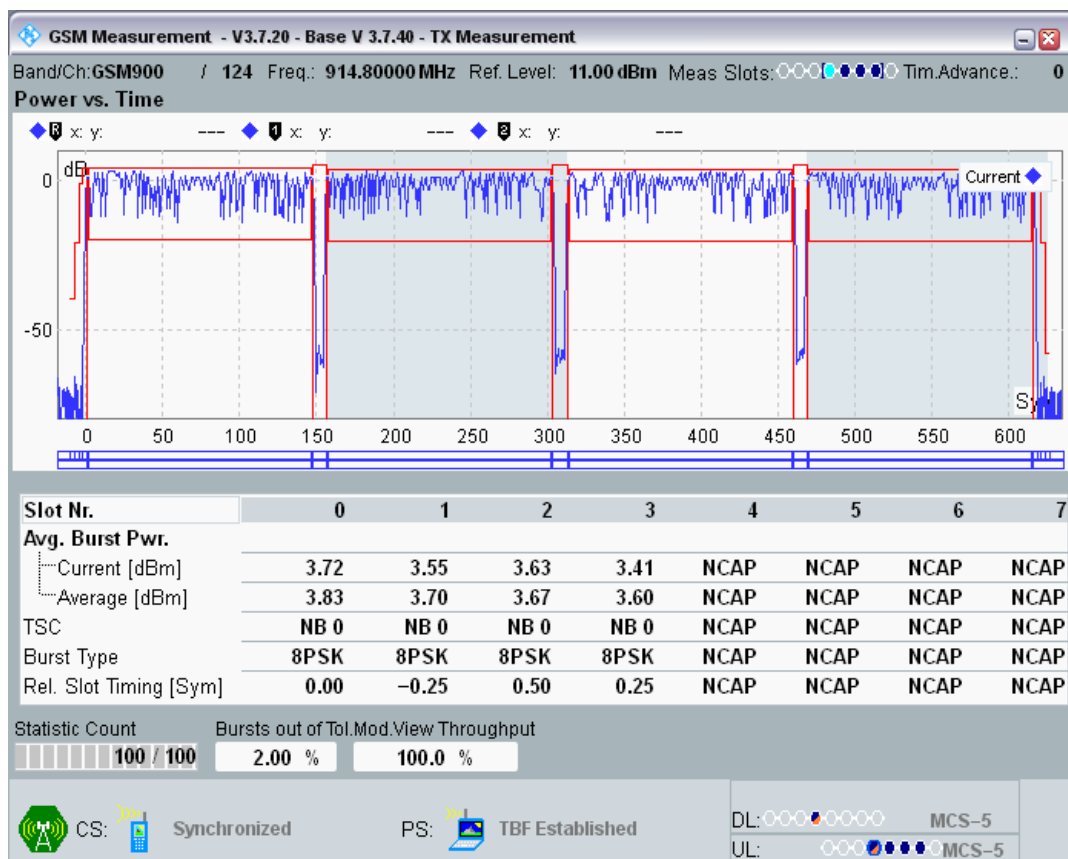 GSM Measurement - V3.7.20 - Base V 3.7.40 - TX Measurement
Band/Ch:GSM900 / 124 Freq.: 914.80000 MHz Ref. Level: 11.00 dBm Meas Slots: Tim.Advance.: 0
Power vs. Time
R x: y: --- 1 x: y: --- 2 x: y: ---
dB
Current
0
-50
0 50 100 150 200 250 300 350 400 450 500 550 600
Slot Nr. 0 1 2 3 4 5 6 7
Avg. Burst Pwr.
Current [dBm] 3.72 3.55 3.63 3.41 NCAP NCAP NCAP NCAP
Average [dBm] 3.83 3.70 3.67 3.60 NCAP NCAP NCAP NCAP
TSC NB 0 NB 0 NB 0 NB 0 NCAP NCAP NCAP NCAP
Burst Type 8PSK 8PSK 8PSK 8PSK NCAP NCAP NCAP NCAP
Rel. Slot Timing [Sym] 0.00 −0.25 0.50 0.25 NCAP NCAP NCAP NCAP
Statistic Count Bursts out of Tol.Mod.View Throughput
100 / 100 2.00 % 100.0 %
CS: Synchronized PS: TBF Established DL: MCS−5
UL: MCS−5